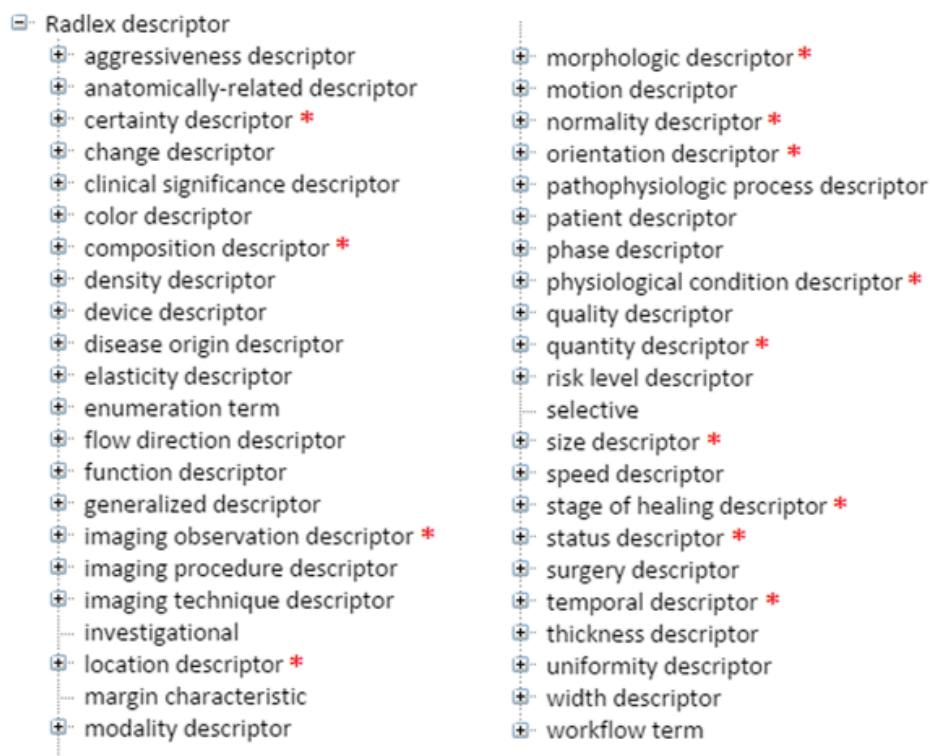 Radlex descriptor
aggressiveness descriptor
anatomically-related descriptor
certainty descriptor *
change descriptor
clinical significance descriptor
color descriptor
composition descriptor *
density descriptor
device descriptor
disease origin descriptor
elasticity descriptor
enumeration term
flow direction descriptor
function descriptor
generalized descriptor
imaging observation descriptor *
imaging procedure descriptor
imaging technique descriptor
investigational
location descriptor *
margin characteristic
modality descriptor
morphologic descriptor *
motion descriptor
normality descriptor *
orientation descriptor *
pathophysiologic process descriptor
patient descriptor
phase descriptor
physiological condition descriptor *
quality descriptor
quantity descriptor *
risk level descriptor
selective
size descriptor *
speed descriptor
stage of healing descriptor *
status descriptor *
surgery descriptor
temporal descriptor *
thickness descriptor
uniformity descriptor
width descriptor
workflow term